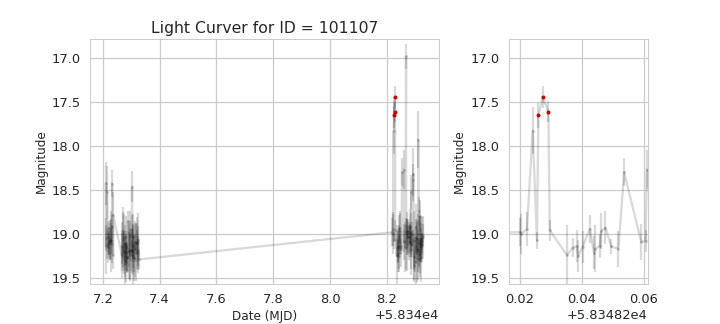 Light Curver for ID = 101107
17.0
17.5
18.0
18.5
19.0
19.5
Magnitude
7.2 7.4 7.6 7.8 8.0 8.2
Date (MJD) +5.834e4
17.0
17.5
18.0
18.5
19.0
19.5
Magnitude
0.02 0.04 0.06
+5.83482e4